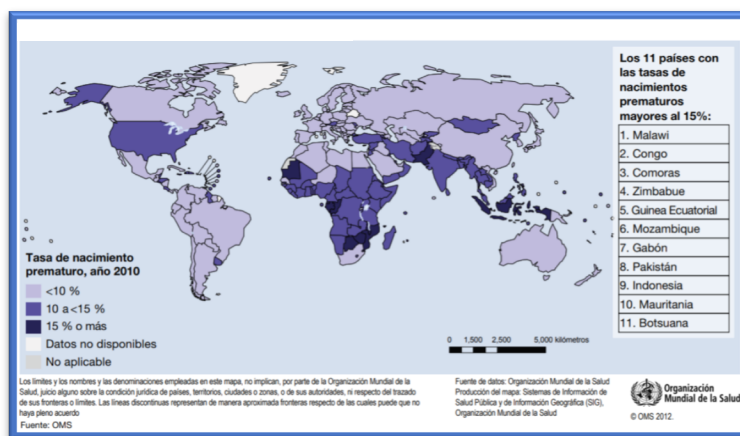 Los 11 países con
las tasas de
nacimientos
prematuros
mayores al 15%:
1. Malawi
2. Congo
3. Comoras
4. Zimbabue
5. Guinea Ecuatorial
6. Mozambique
7. Gabón
8. Pakistán
9. Indonesia
10. Mauritania
11. Botsuana
Tasa de nacimiento
prematuro, año 2010
<10 %
10 a <15 %
15 % o más
Datos no disponibles
No aplicable
0 1,500 2,500 5,000 kilómetros
Los límites y los nombres y las denominaciones empleadas en este mapa, no implican, por parte de la Organización Mundial de la
Salud, juicio alguno sobre la condición jurídica de países, territorios, ciudades o zonas, o de sus autoridades, ni respecto del trazado
de sus fronteras o límites. Las líneas discontinuas representan de manera aproximada fronteras respecto de las cuales puede que no
haya pleno acuerdo
Fuente: OMS
Fuente de datos: Organización Mundial de la Salud
Producción del mapa: Sistemas de Información de
Salud Pública y de Información Geográfica (SIG),
Organización Mundial de la Salud
Organización
Mundial de la Salud
© OMS 2012.